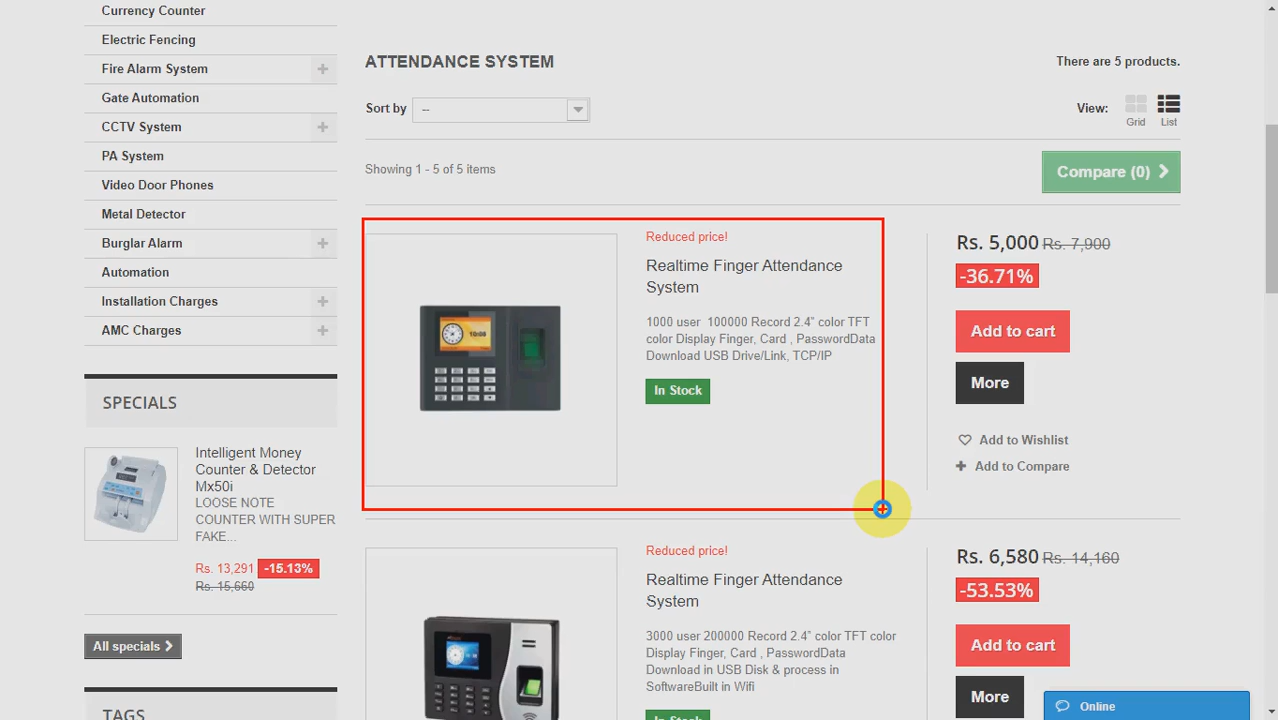 Currency Counter
Electric Fencing
Fire Alarm System
Gate Automation
CCTV System
PA System
Video Door Phones
Metal Detector
Burglar Alarm
Automation
Installation Charges
AMC Charges
SPECIALS
Intelligent Money
Counter & Detector
Mx50i
LOOSE NOTE
COUNTER WITH SUPER
FAKE...
Rs. 13,291 -15.13%
Rs. 15,660
All specials
TAGS
ATTENDANCE SYSTEM
There are 5 products.
Sort by --
View:
Grid
List
Showing 1 - 5 of 5 items
Compare (0)
Reduced price!
Realtime Finger Attendance
System
1000 user 100000 Record 2.4" color TFT
color Display Finger, Card , PasswordData
Download USB Drive/Link, TCP/IP
In Stock
10:08
Rs. 5,000 Rs. 7,900
-36.71%
Add to cart
More
Add to Wishlist
Add to Compare
Reduced price!
Realtime Finger Attendance
System
3000 user 200000 Record 2.4" color TFT color
Display Finger, Card , PasswordData
Download in USB Disk & process in
SoftwareBuilt in Wifi
In Stock
Rs. 6,580 Rs. 14,160
-53.53%
Add to cart
More
Online